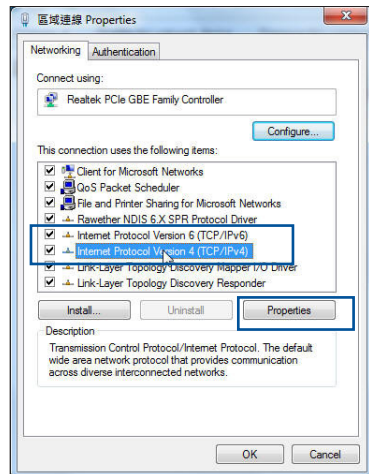 區域連線 Properties
Networking Authentication
Connect using:
Realtek PCIe GBE Family Controller
Configure...
This connection uses the following items:
Client for Microsoft Networks
QoS Packet Scheduler
File and Printer Sharing for Microsoft Networks
Rawether NDIS 6.X SPR Protocol Driver
Internet Protocol Version 6 (TCP/IPv6)
Internet Protocol Version 4 (TCP/IPv4)
Link-Layer Topology Discovery Mapper I/O Driver
Link-Layer Topology Discovery Responder
Install... Uninstall Properties
Description
Transmission Control Protocol/Internet Protocol. The default
wide area network protocol that provides communication
across diverse interconnected networks.
OK Cancel